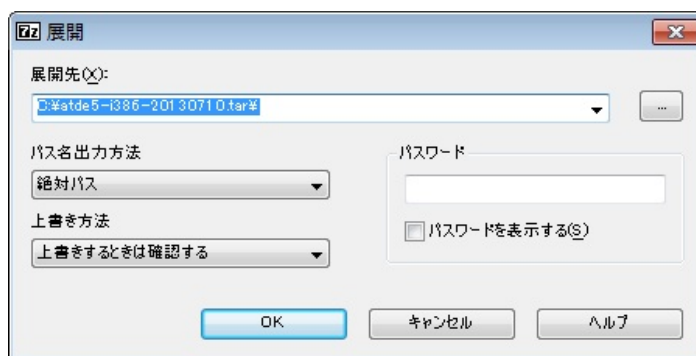 7z 展開
展開先(X):
C:¥atde5-i386-20130710.tar¥
...
パス名出力方法
絶対パス
上書き方法
上書きするときは確認する
パスワード
パスワードを表示する(S)
OK
キャンセル
ヘルプ